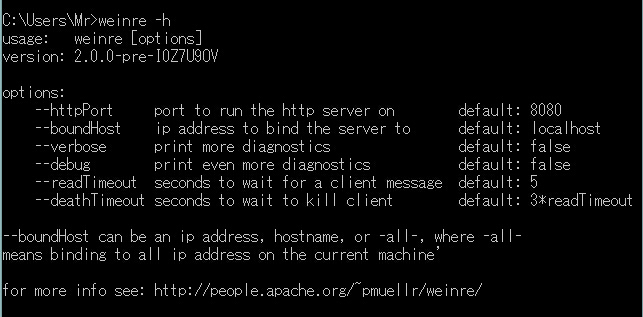 C:\Users\Mr>weinre -h
usage:   weinre [options]
version: 2.0.0-pre-I0Z7U9OV
options:
--httpPort     port to run the http server on        default: 8080
--boundHost    ip address to bind the server to      default: localhost
--verbose      print more diagnostics                default: false
--debug        print even more diagnostics           default: false
--readTimeout  seconds to wait for a client message  default: 5
--deathTimeout seconds to wait to kill client        default: 3*readTimeout
--boundHost can be an ip address, hostname, or -all-, where -all-
means binding to all ip address on the current machine'
for more info see: http://people.apache.org/~pmuellr/weinre/